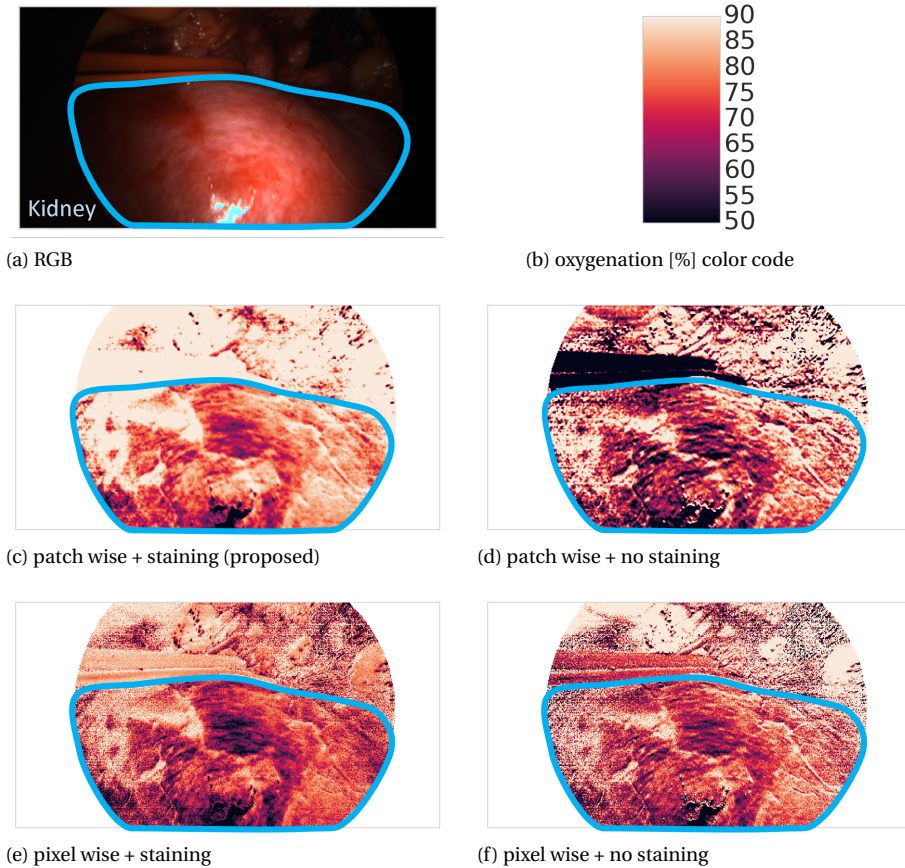 Kidney
90
85
80
75
70
65
60
55
50
(a) RGB
(b) oxygenation [%] color code
(c) patch wise + staining (proposed)
(d) patch wise + no staining
(e) pixel wise + staining
(f) pixel wise + no staining